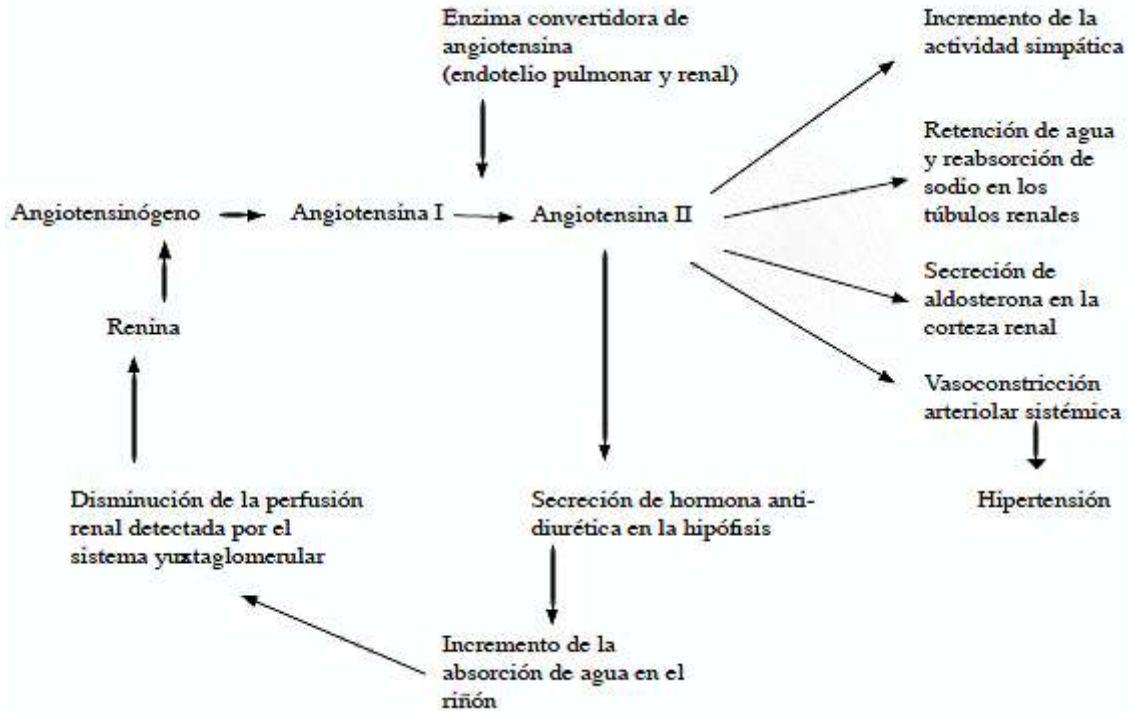 Enzima convertidora de
angiotensina
(endotelio pulmonar y renal)
Incremento de la
actividad simpática
Retención de agua
y reabsorción de
sodio en los
túbulos renales
Angiotensinógeno
Angiotensina I
Angiotensina II
Secreción de
aldosterona en la
corteza renal
Renina
Vasoconstricción
arteriolar sistémica
Disminución de la perfusión
renal detectada por el
sistema yuxtaglomerular
Secreción de hormona anti-
diurética en la hipófisis
Hipertensión
Incremento de la
absorción de agua en el
riñón